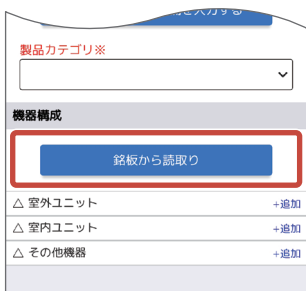 製品カテゴリ※
機器構成
銘板から読取り
△ 室外ユニット +追加
△ 室内ユニット +追加
△ その他機器 +追加